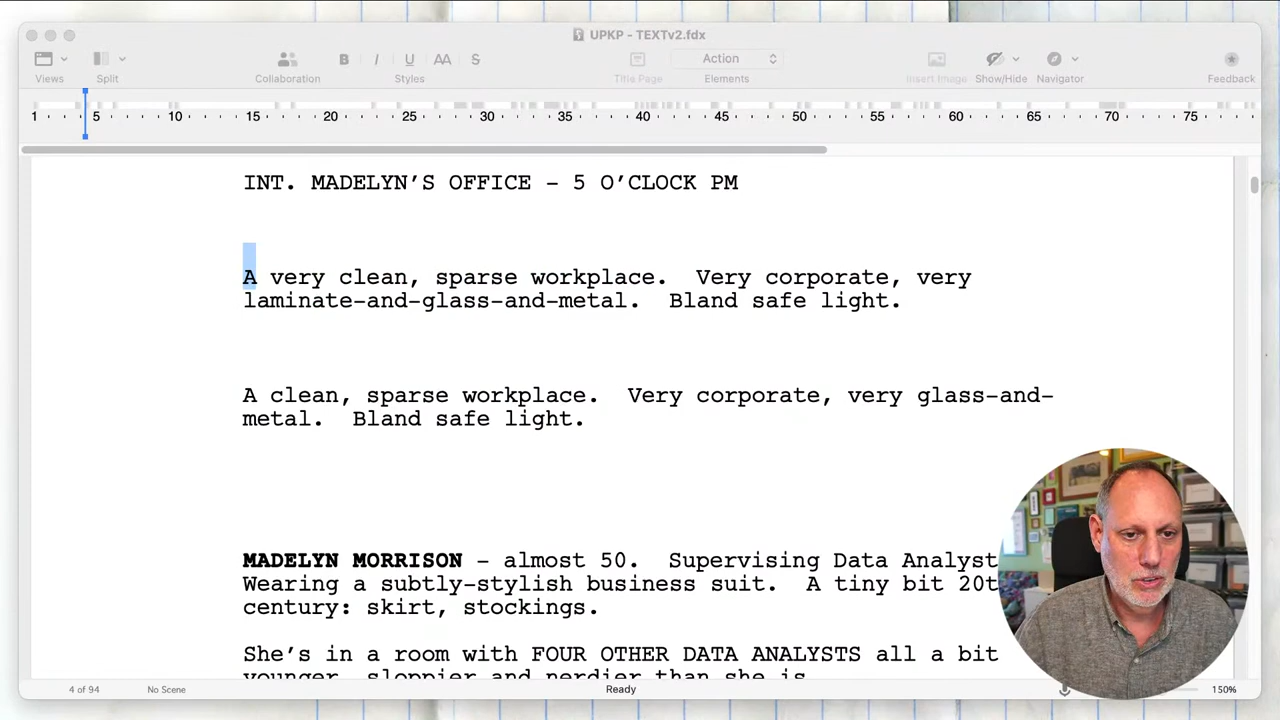 UPKP - TEXTv2.fdx
B I U AA S Action
Views Split Collaboration Styles Title Page Elements Insert Image Show/Hide Navigator Feedback
1 5 10 15 20 25 30 35 40 45 50 55 60 65 70 75
INT. MADELYN’S OFFICE – 5 O’CLOCK PM
A very clean, sparse workplace. Very corporate, very
laminate-and-glass-and-metal. Bland safe light.
A clean, sparse workplace. Very corporate, very glass-and-
metal. Bland safe light.
MADELYN MORRISON – almost 50. Supervising Data Analyst
Wearing a subtly-stylish business suit. A tiny bit 20t
century: skirt, stockings.
She’s in a room with FOUR OTHER DATA ANALYSTS all a bit
younger, sloppier and nerdier than she is.
4 of 94 No Scene Ready 150%